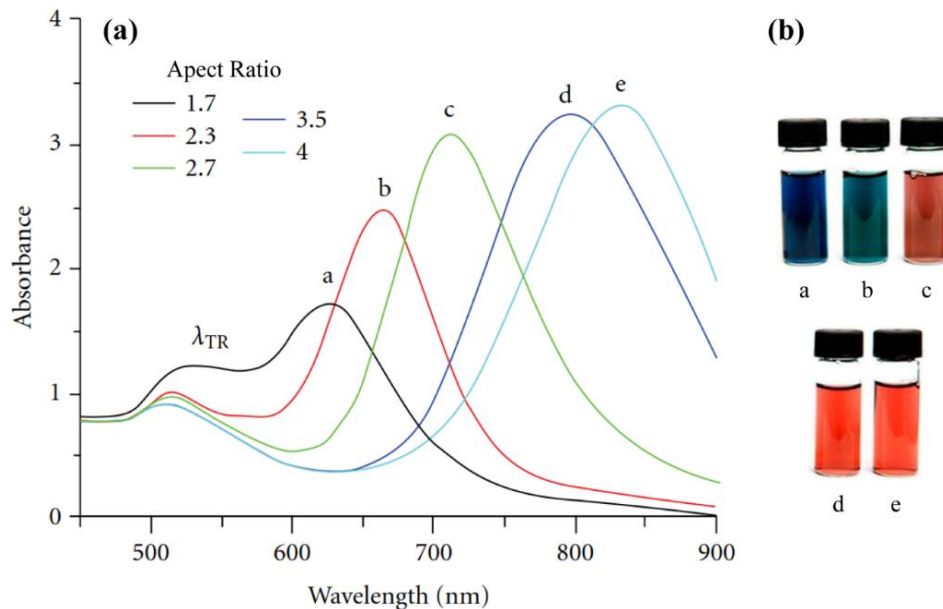 (a)
(b)
Apect Ratio
1.7
2.3
2.7
3.5
4
a
b
c
d
e
λTR
4
3
2
1
0
Absorbance
500
600
700
800
900
Wavelength (nm)
a b c
d e